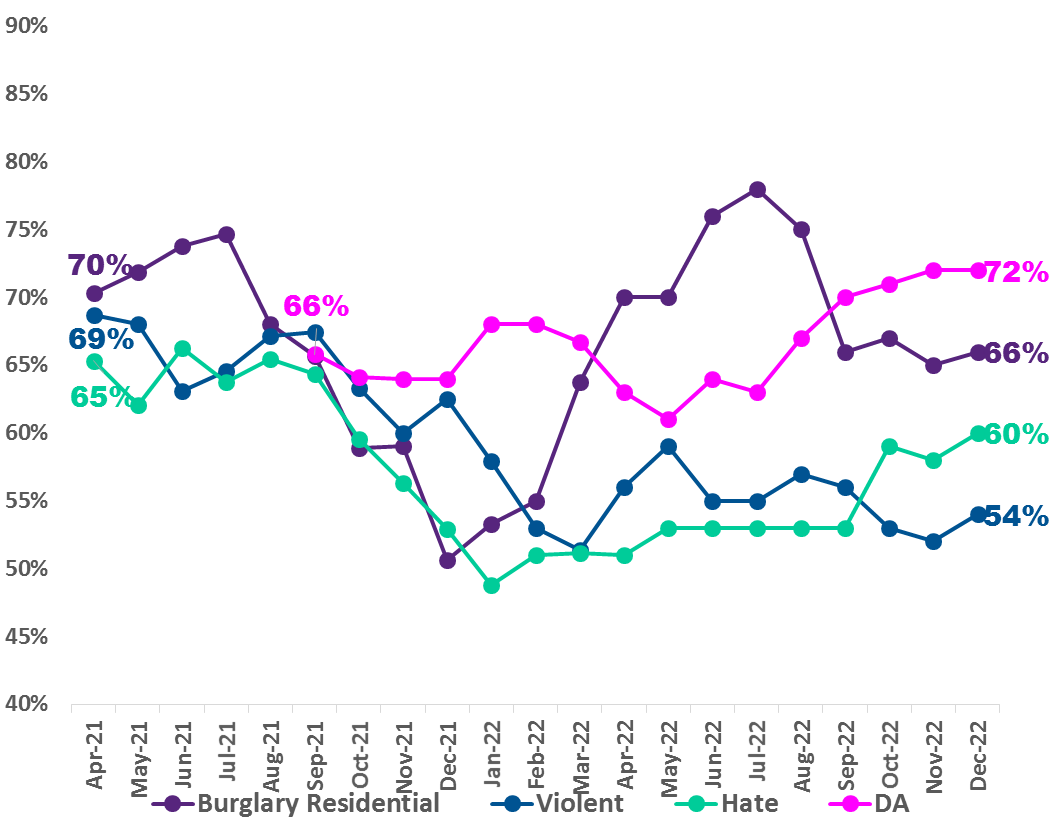 90%
85%
80%
75%
70%
65%
60%
55%
50%
45%
40%
70%
69%
65%
66%
72%
66%
60%
54%
Apr-21
May-21
Jun-21
Jul-21
Aug-21
Sep-21
Oct-21
Nov-21
Dec-21
Jan-22
Feb-22
Mar-22
Apr-22
May-22
Jun-22
Jul-22
Aug-22
Sep-22
Oct-22
Nov-22
Dec-22
Burglary Residential
Violent
Hate
DA